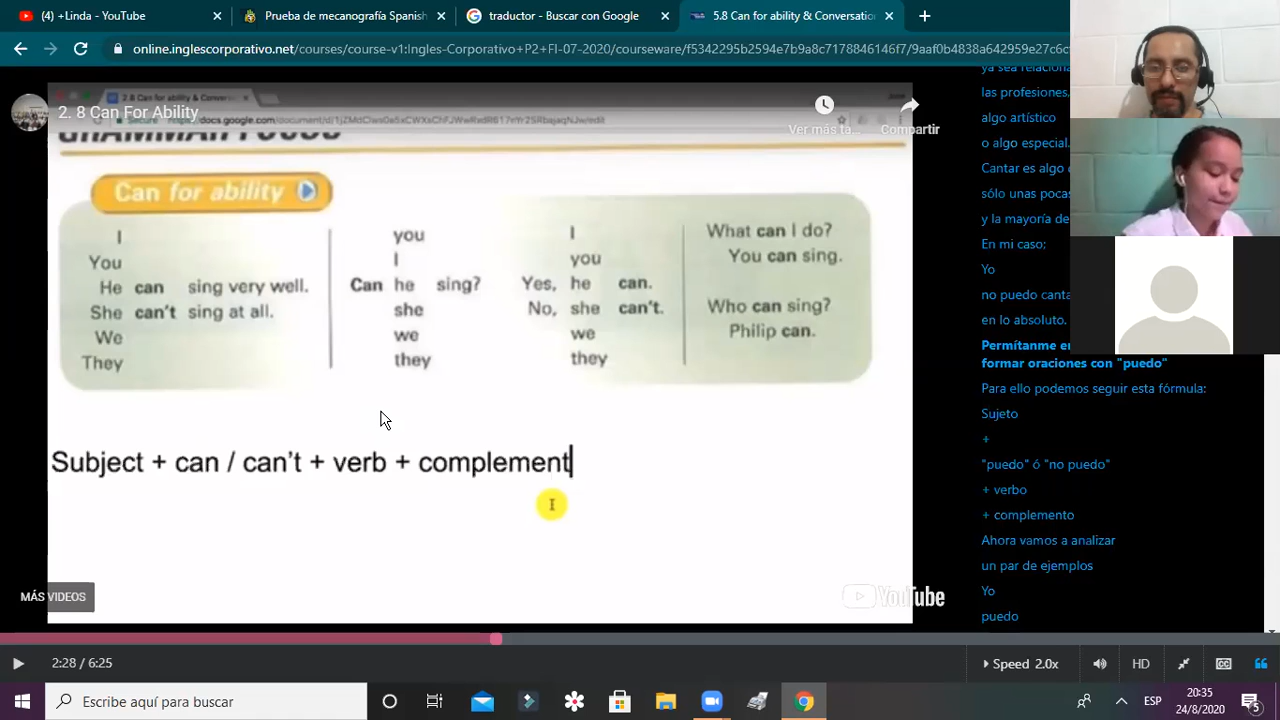 (4) +Linda - YouTube
Prueba de mecanografía Spanish
traductor - Buscar con Google
5.8 Can for ability & Conversatio
online.inglescorporativo.net/courses/course-v1:Ingles-Corporativo+P2+FI-07-2020/courseware/f5342295b2594e7b9a8c7178846146f7/9aaf0b4838a642959e27c6c
2. 8 Can For Ability
Ver más ta...
Compartir
GRAMMAR FOCUS
Can for ability
I
You
He can sing very well.
She can't sing at all.
We
They
you
I
Can he sing?
she
we
they
I
you
Yes, he can.
No, she can't.
we
they
What can I do?
You can sing.
Who can sing?
Philip can.
Subject + can / can't + verb + complement
MÁS VIDEOS
YouTube
ya sea relaciona
las profesiones.
algo artístico
o algo especial.
Cantar es algo
sólo unas pocas
y la mayoría de
En mi caso;
Yo
no puedo canta
en lo absoluto.
Permítanme en
formar oraciones con "puedo"
Para ello podemos seguir esta fórmula:
Sujeto
+
"puedo" ó "no puedo"
+ verbo
+ complemento
Ahora vamos a analizar
un par de ejemplos
Yo
puedo
2:28 / 6:25
Speed 2.0x
HD
CC
Escribe aquí para buscar
ESP
20:35
24/8/2020
5